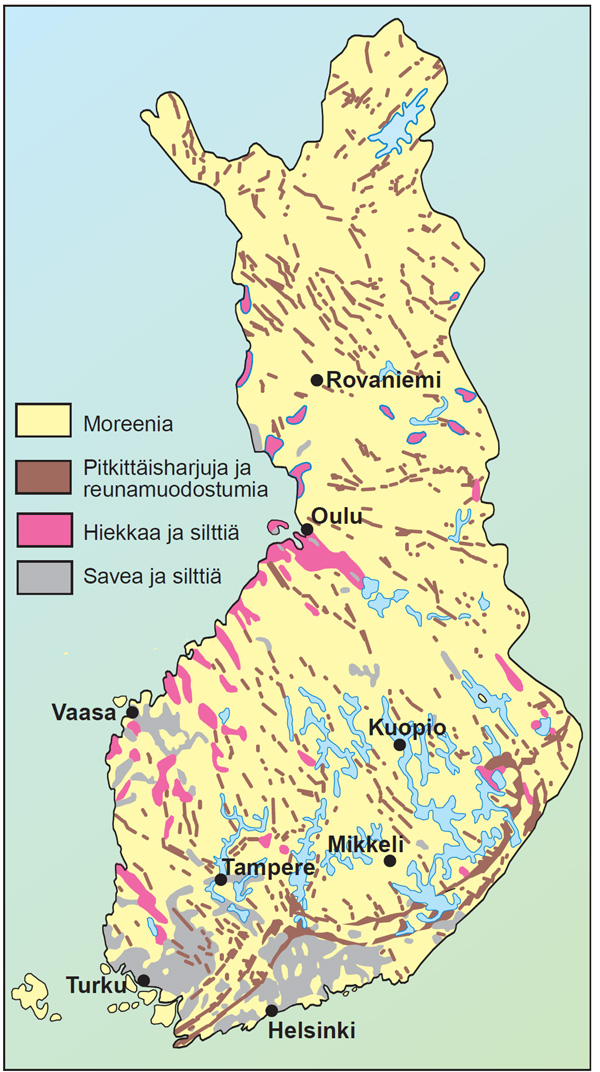 Rovaniemi
Moreenia
Pitkittäisharjuja ja
reunamuodostumia
Hiekkaa ja silttiä
Savea ja silttiä
Oulu
Vaasa
Kuopio
Mikkeli
Tampere
Turku
Helsinki